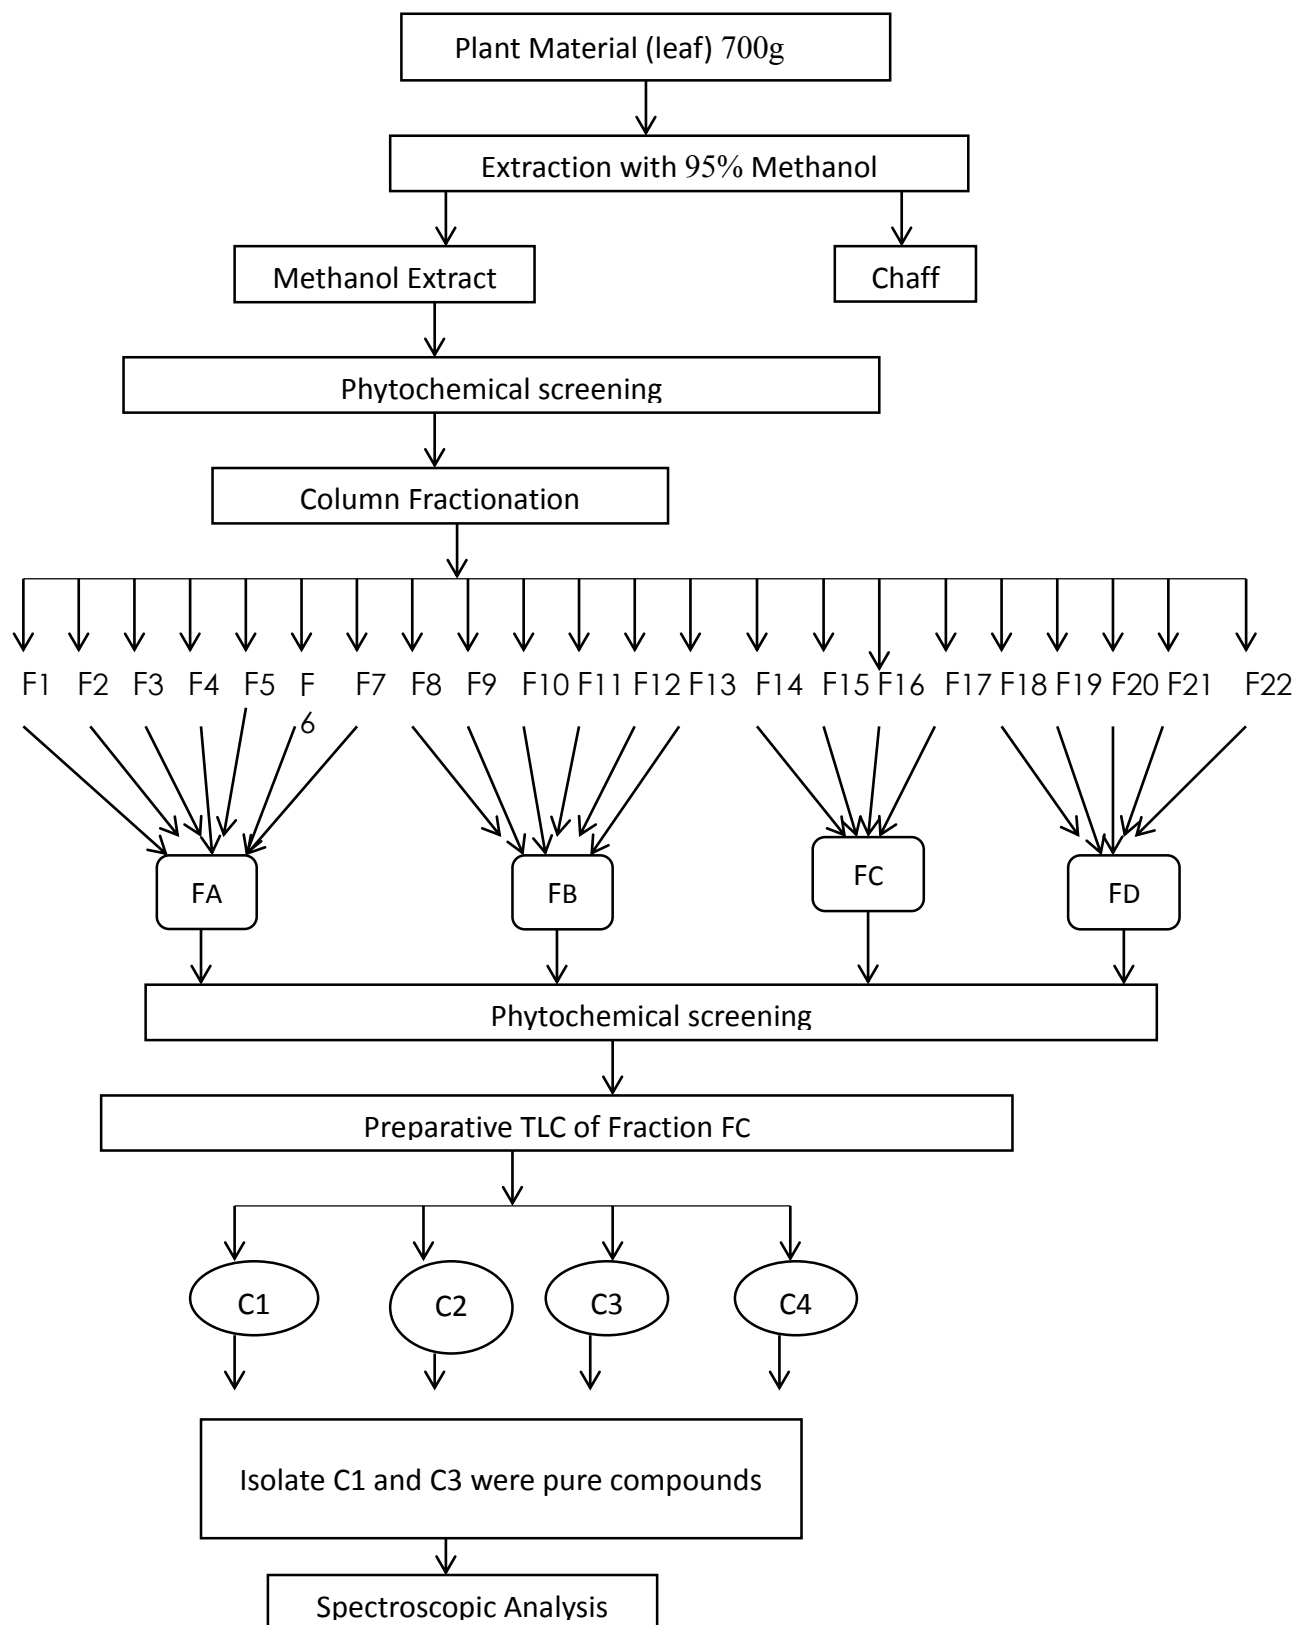 Plant Material (leaf) 700g
Extraction with 95% Methanol
Methanol Extract
Chaff
Phytochemical screening
Column Fractionation
F1 F2 F3 F4 F5 F F7 F8 F9 F10 F11 F12 F13 F14 F15 F16 F17 F18 F19 F20 F21 F22
6
FA FB FC FD
Phytochemical screening
Preparative TLC of Fraction FC
C1 C2 C3 C4
Isolate C1 and C3 were pure compounds
Spectroscopic Analysis